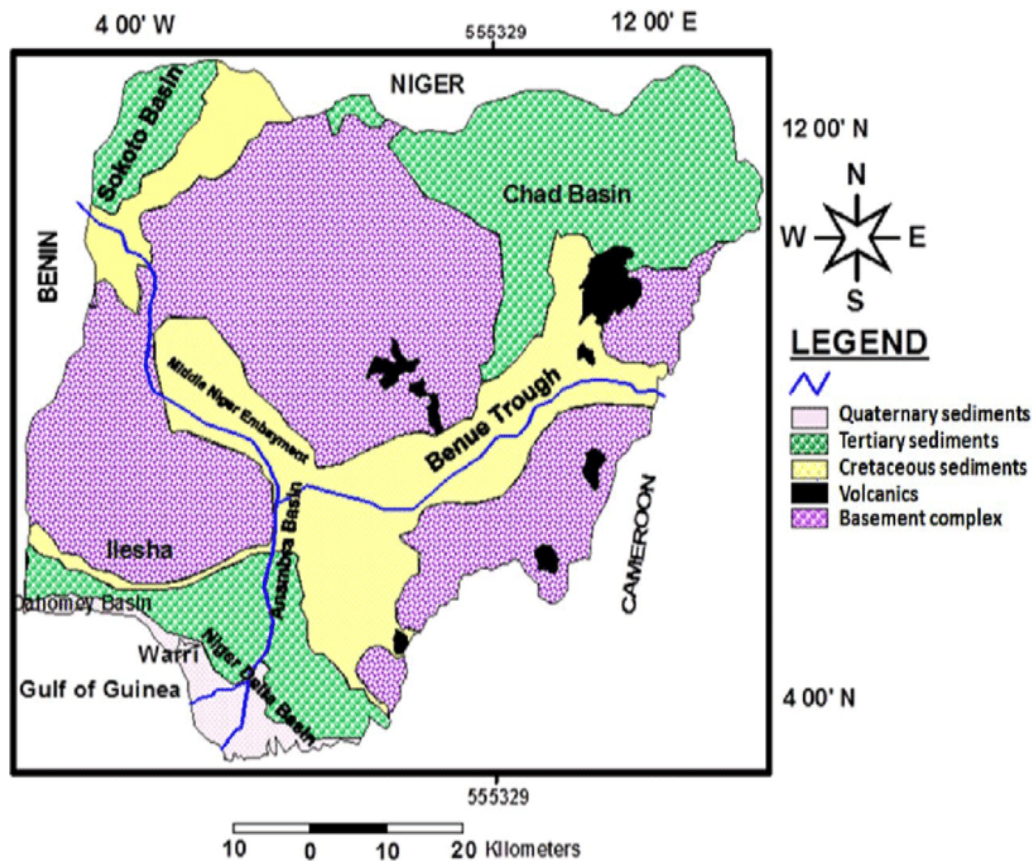 4 00' W
555329
12 00' E
NIGER
Sokoto Basin
12 00' N
Chad Basin
N
W
E
S
BENIN
LEGEND
Middle Niger Embayment
Benue Trough
Quaternary sediments
Tertiary sediments
Cretaceous sediments
Volcanics
Basement complex
Anambra Basin
Ilesha
CAMEROON
Dahomey Basin
Warri
Niger Delta Basin
Gulf of Guinea
4 00' N
555329
10 0 10 20 Kilometers